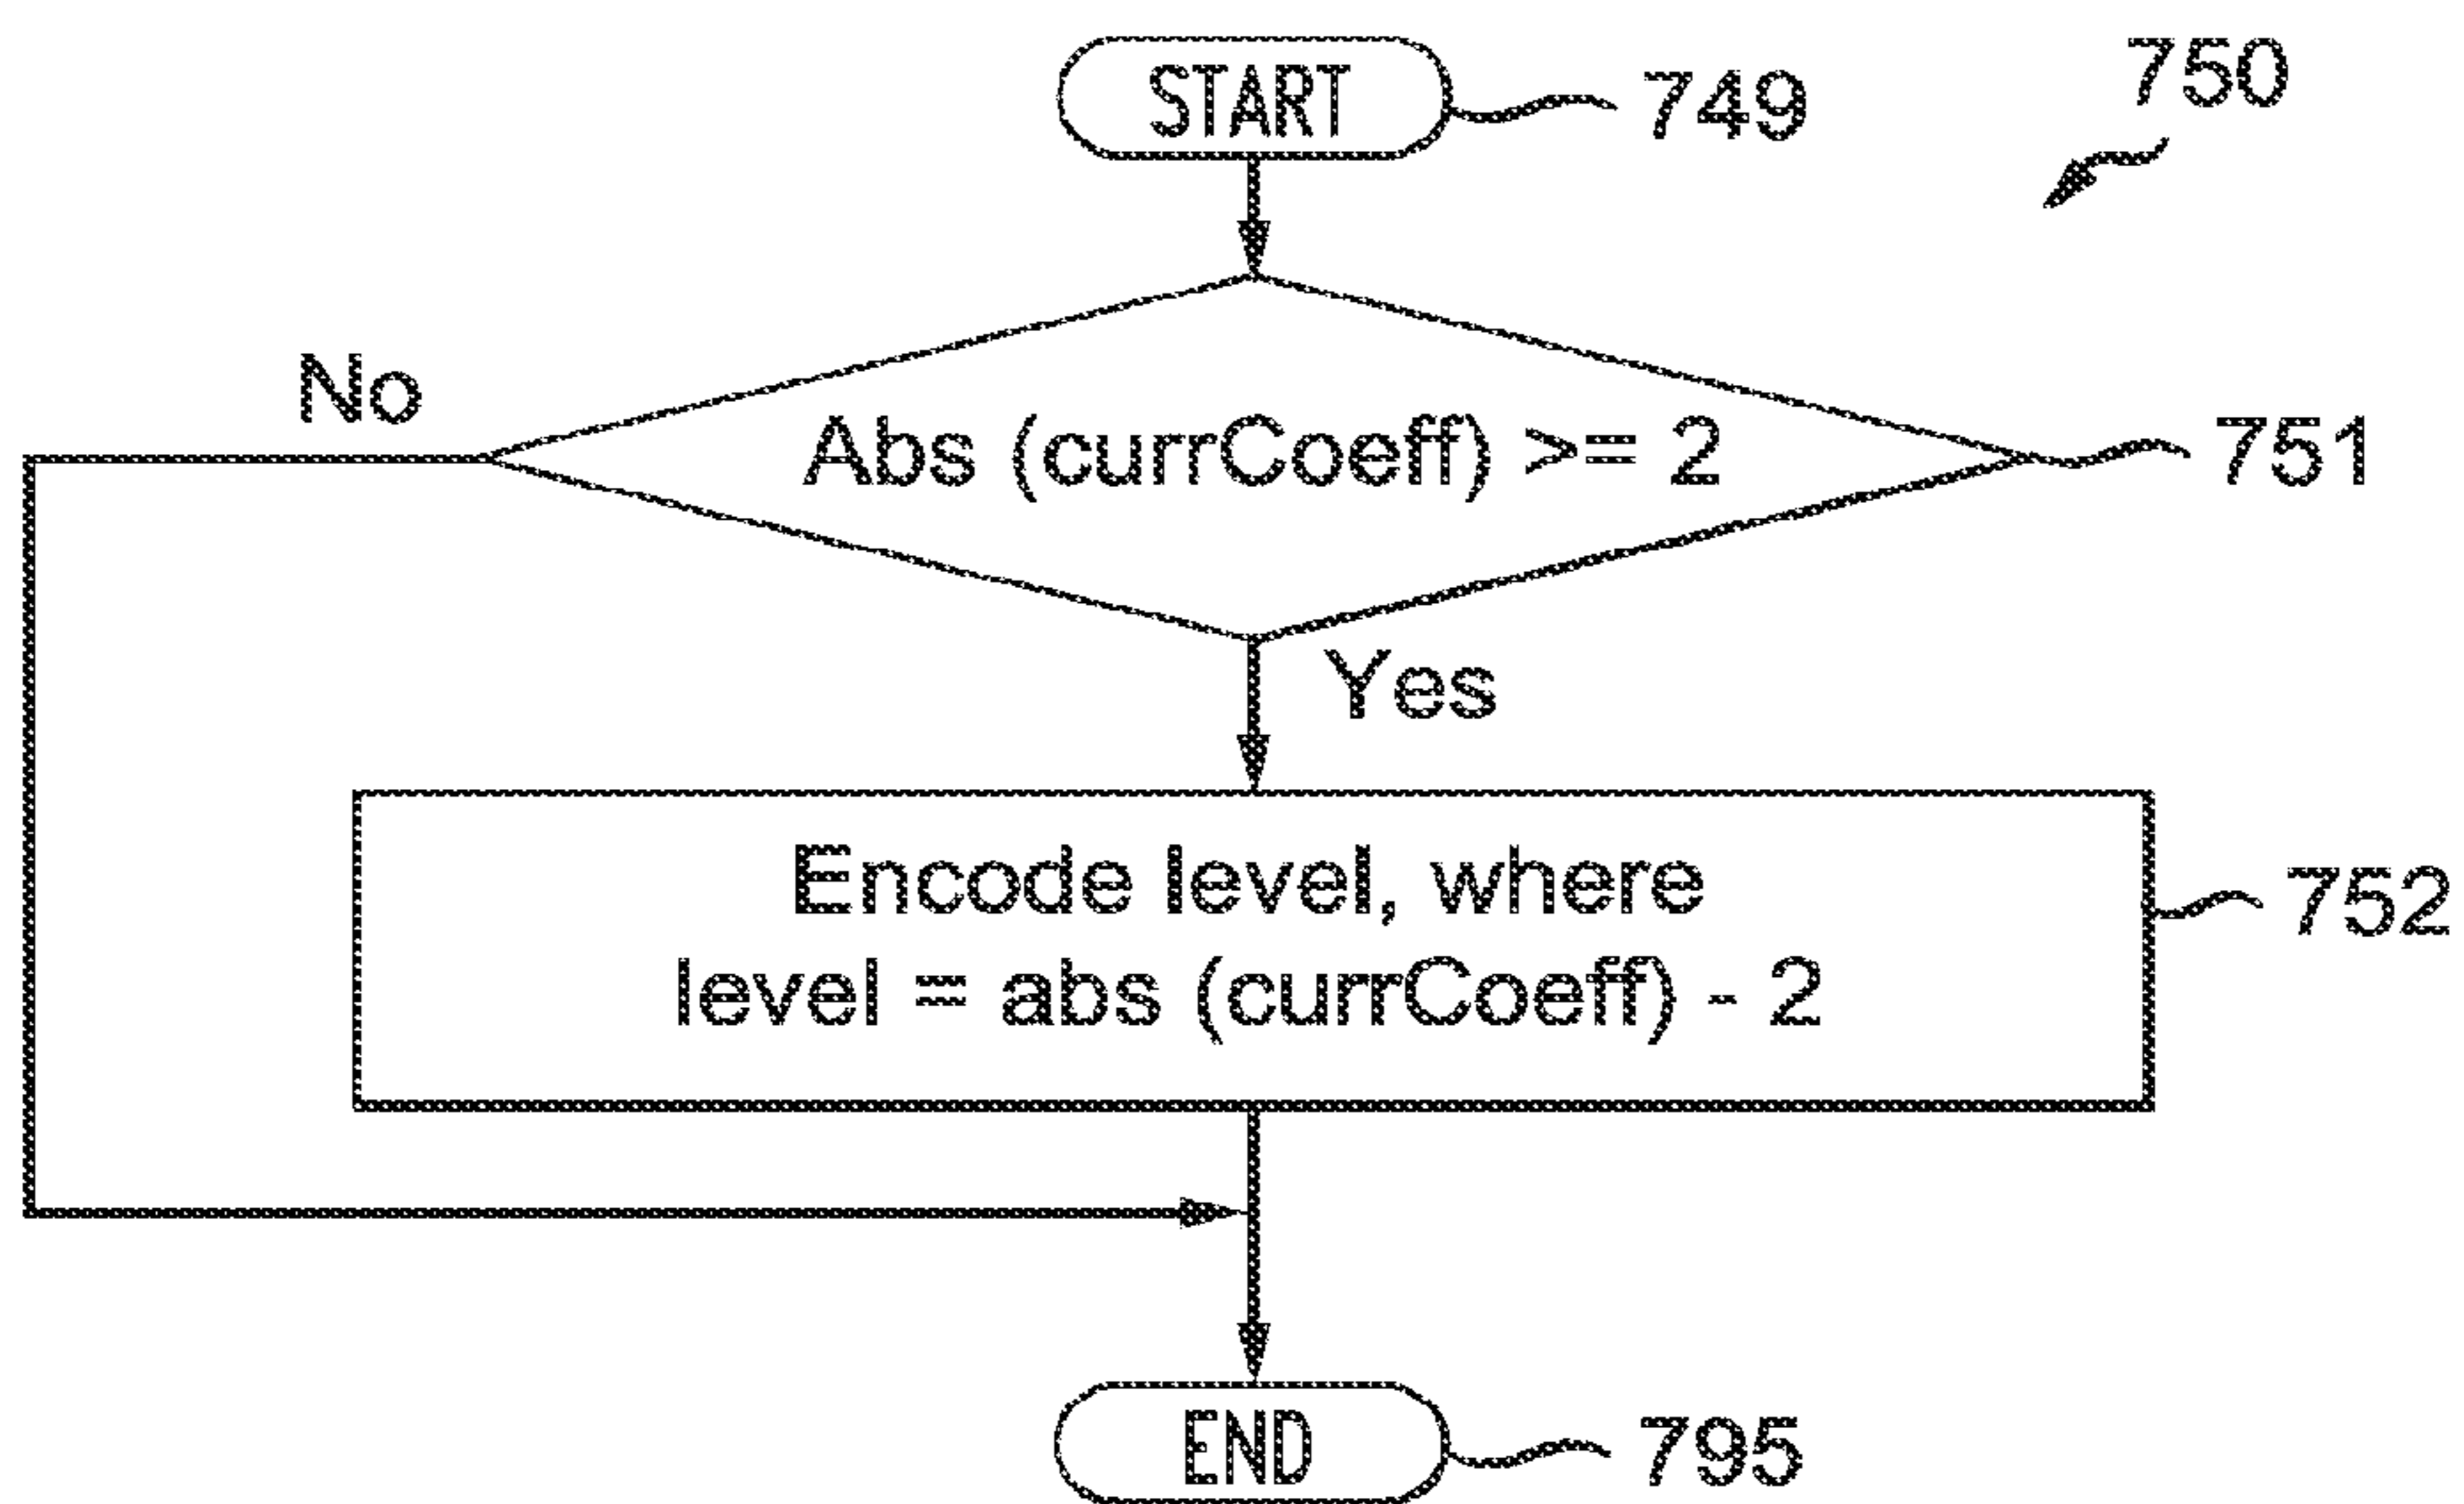 START
749
750
No
Abs (currCoeff) >= 2
751
Yes
Encode level, where
level = abs (currCoeff) - 2
752
END
795